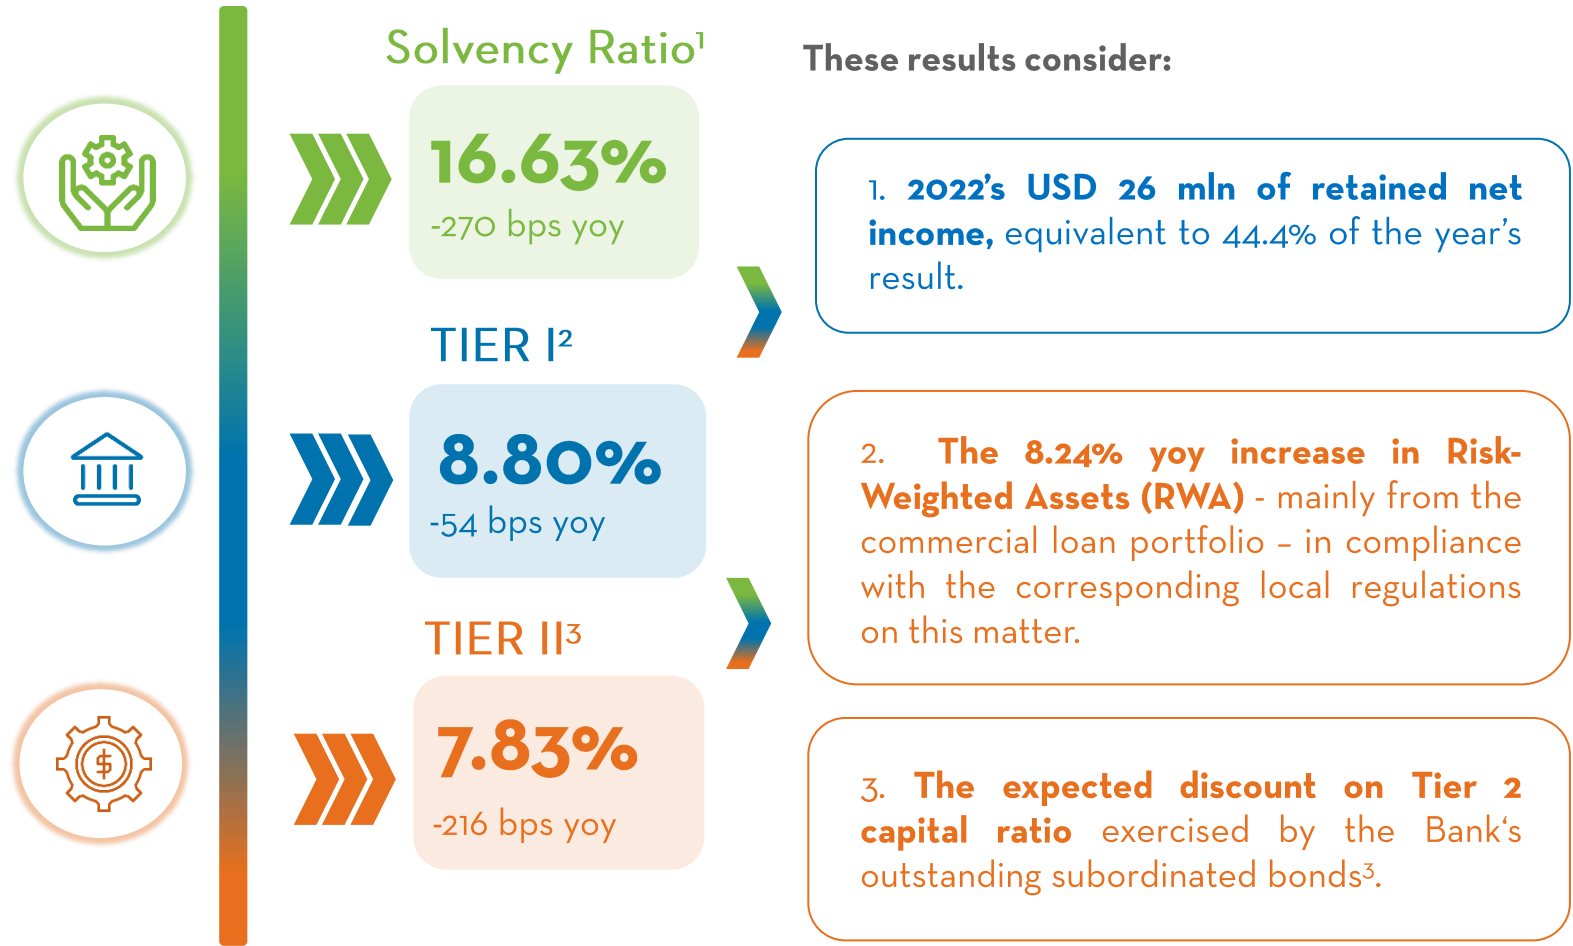 Solvency Ratio¹
16.63%
-270 bps yoy
TIER I²
8.80%
-54 bps yoy
TIER II³
7.83%
-216 bps yoy
These results consider:
1. 2022’s USD 26 mln of retained net
income, equivalent to 44.4% of the year’s
result.
2. The 8.24% yoy increase in Risk-
Weighted Assets (RWA) - mainly from the
commercial loan portfolio – in compliance
with the corresponding local regulations
on this matter.
3. The expected discount on Tier 2
capital ratio exercised by the Bank‘s
outstanding subordinated bonds³.